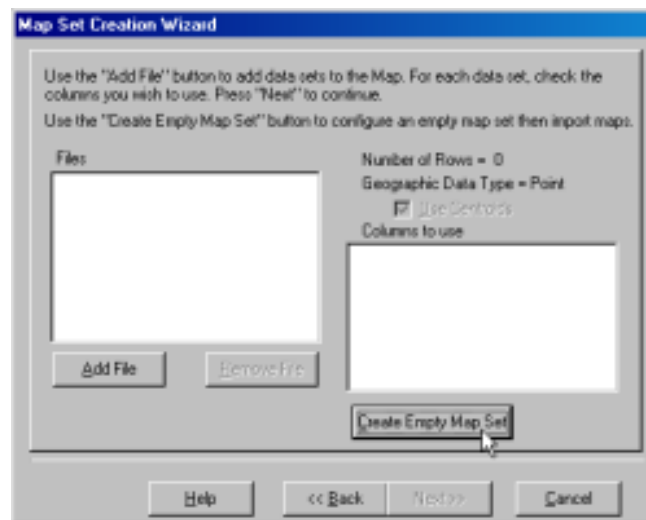 Map Set Creation Wizard
Use the "Add File" button to add data sets to the Map. For each data set, check the
columns you wish to use. Press "Next" to continue.
Use the "Create Empty Map Set" button to configure an empty map set then import maps.
Files
Number of Rows = 0
Geographic Data Type = Point
Use Centroids
Columns to use
Add File
Remove File
Create Empty Map Set
Help
<< Back
Next >>
Cancel